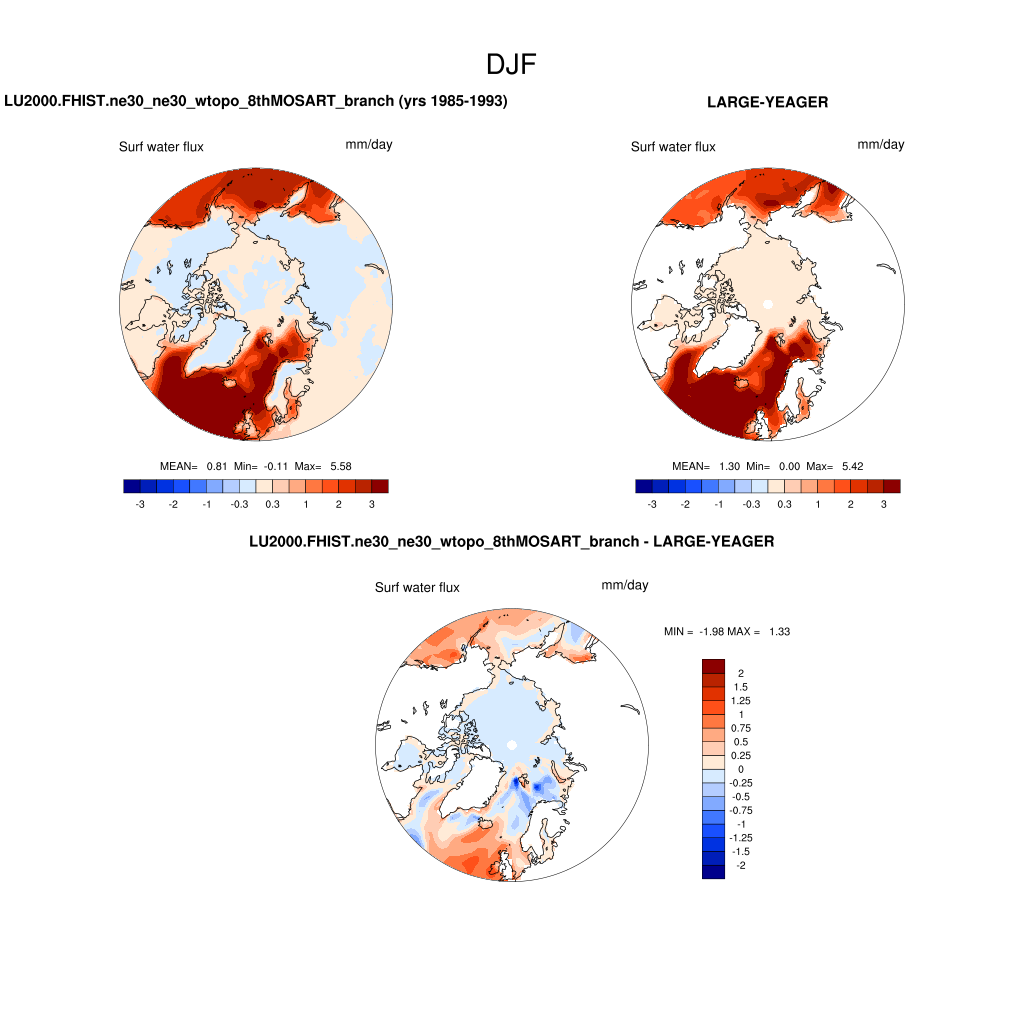 DJF
LU2000.FHIST.ne30_ne30_wtopo_8thMOSART_branch (yrs 1985-1993)
LARGE-YEAGER
Surf water flux mm/day
Surf water flux mm/day
MEAN= 0.81 Min= -0.11 Max= 5.58
MEAN= 1.30 Min= 0.00 Max= 5.42
-3 -2 -1 -0.3 0.3 1 2 3
-3 -2 -1 -0.3 0.3 1 2 3
LU2000.FHIST.ne30_ne30_wtopo_8thMOSART_branch - LARGE-YEAGER
Surf water flux mm/day
MIN = -1.98 MAX = 1.33
2
1.5
1.25
1
0.75
0.5
0.25
0
-0.25
-0.5
-0.75
-1
-1.25
-1.5
-2